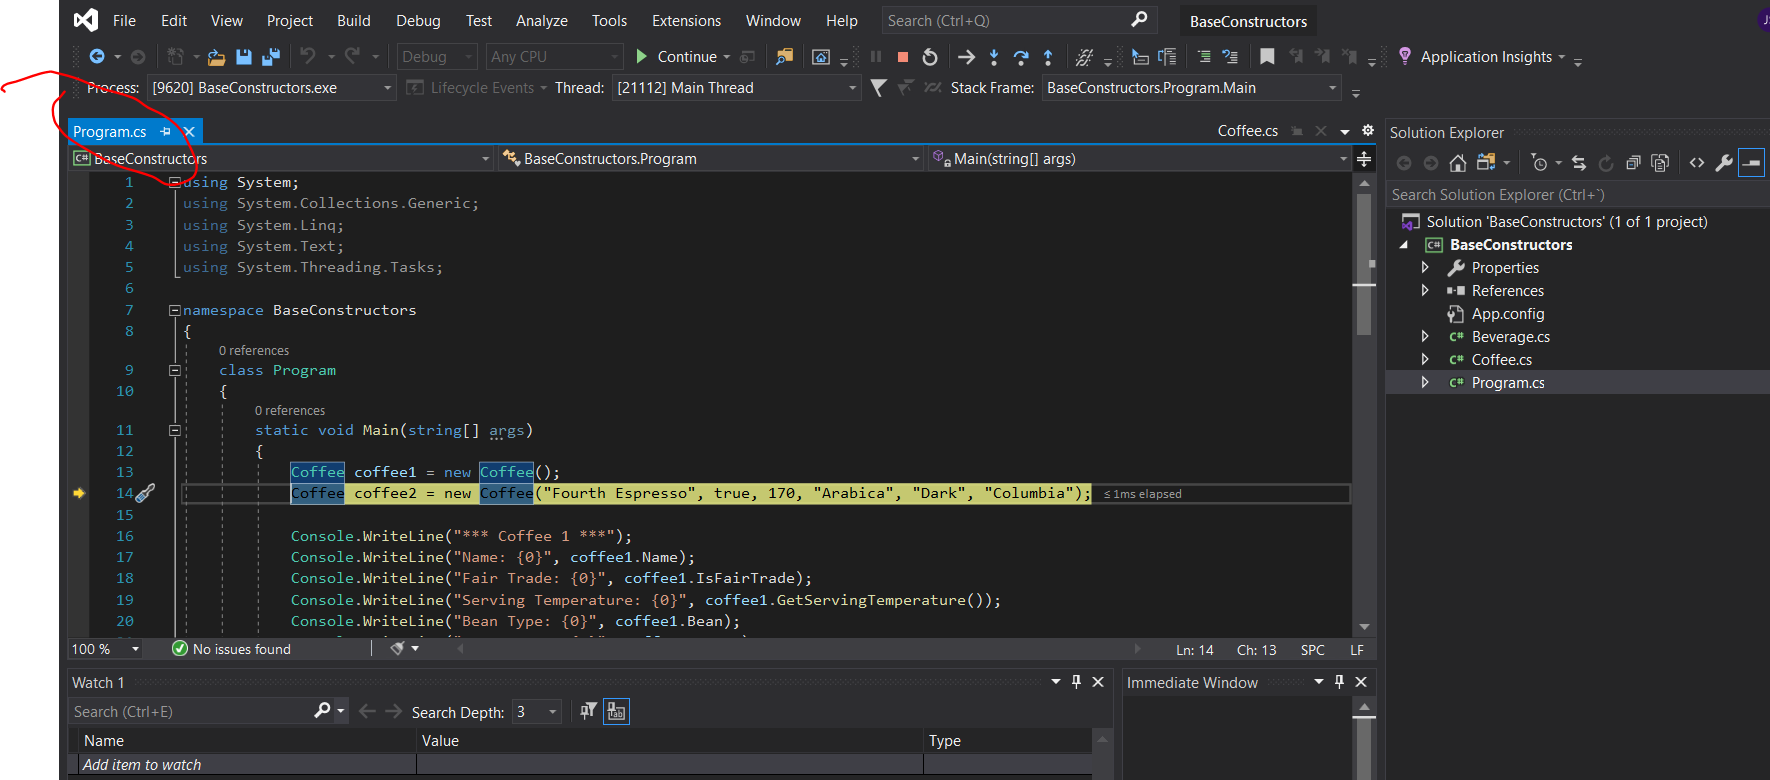 File Edit View Project Build Debug Test Analyze Tools Extensions Window Help Search (Ctrl+Q) BaseConstructors
Debug Any CPU Continue Application Insights
Process: [9620] BaseConstructors.exe Lifecycle Events Thread: [21112] Main Thread Stack Frame: BaseConstructors.Program.Main
Program.cs Coffee.cs
BaseConstructors BaseConstructors.Program Main(string[] args)
1 using System;
2 using System.Collections.Generic;
3 using System.Linq;
4 using System.Text;
5 using System.Threading.Tasks;
6
7 namespace BaseConstructors
8 {
0 references
9 class Program
10 {
0 references
11 static void Main(string[] args)
12 {
13 Coffee coffee1 = new Coffee();
14 Coffee coffee2 = new Coffee("Fourth Espresso", true, 170, "Arabica", "Dark", "Columbia"); ≤ 1ms elapsed
15
16 Console.WriteLine("*** Coffee 1 ***");
17 Console.WriteLine("Name: {0}", coffee1.Name);
18 Console.WriteLine("Fair Trade: {0}", coffee1.IsFairTrade);
19 Console.WriteLine("Serving Temperature: {0}", coffee1.GetServingTemperature());
20 Console.WriteLine("Bean Type: {0}", coffee1.Bean);
100 % No issues found Ln: 14 Ch: 13 SPC LF
Watch 1
Search (Ctrl+E) Search Depth: 3
Name Value Type
Add item to watch
Immediate Window
Solution Explorer
Search Solution Explorer (Ctrl+`)
Solution 'BaseConstructors' (1 of 1 project)
BaseConstructors
Properties
References
App.config
Beverage.cs
Coffee.cs
Program.cs